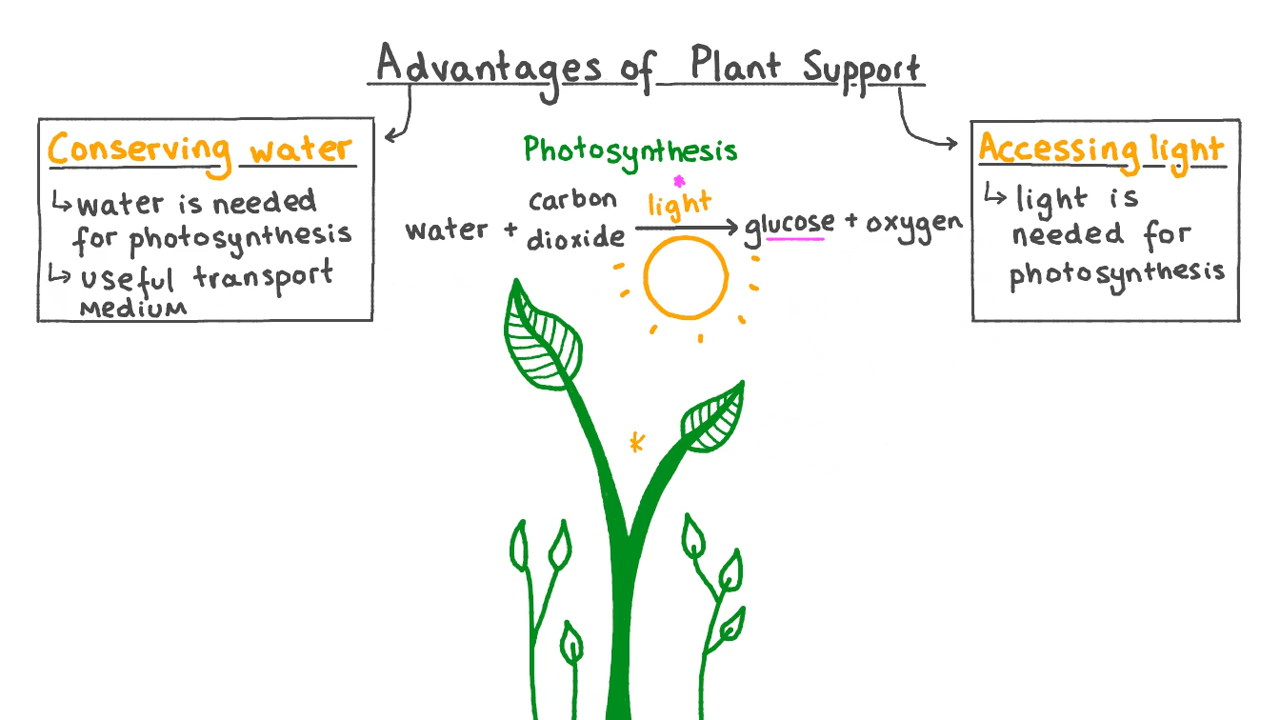 Advantages of Plant Support
Conserving water
↳ water is needed
for photosynthesis
↳ useful transport
medium
Photosynthesis
*
water + carbon dioxide light → glucose + oxygen
*
Accessing light
↳ light is
needed for
photosynthesis